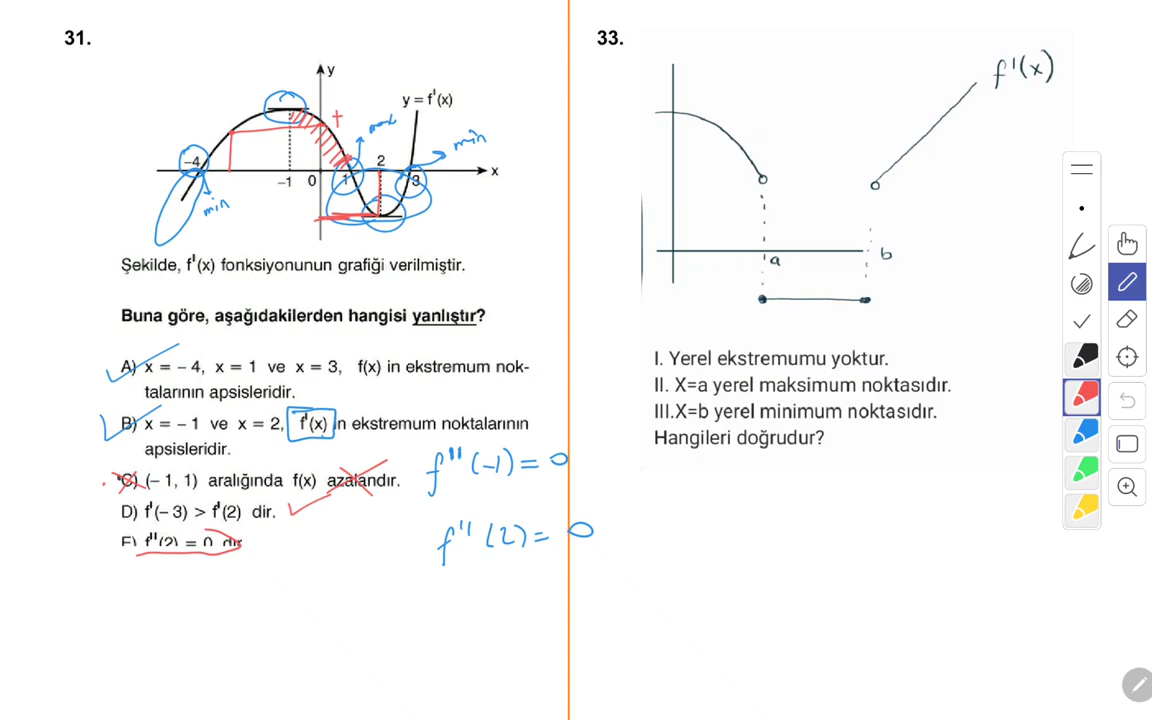 31.
y
y = f'(x)
+
max
min
-4
2
x
-1
0
1
3
min
Şekilde, f'(x) fonksiyonunun grafiği verilmiştir.
Buna göre, aşağıdakilerden hangisi yanlıştır?
A) x = – 4, x = 1 ve x = 3, f(x) in ekstremum nok-
talarının apsisleridir.
B) x = – 1 ve x = 2, f'(x) in ekstremum noktalarının
apsisleridir.
C) (– 1, 1) aralığında f(x) azalandır.
D) f'(– 3) > f'(2) dir.
E) f''(2) = 0 dır
f''(-1) = 0
f''(2) = 0
33.
f'(x)
a
b
I. Yerel ekstremumu yoktur.
II. X=a yerel maksimum noktasıdır.
III.X=b yerel minimum noktasıdır.
Hangileri doğrudur?